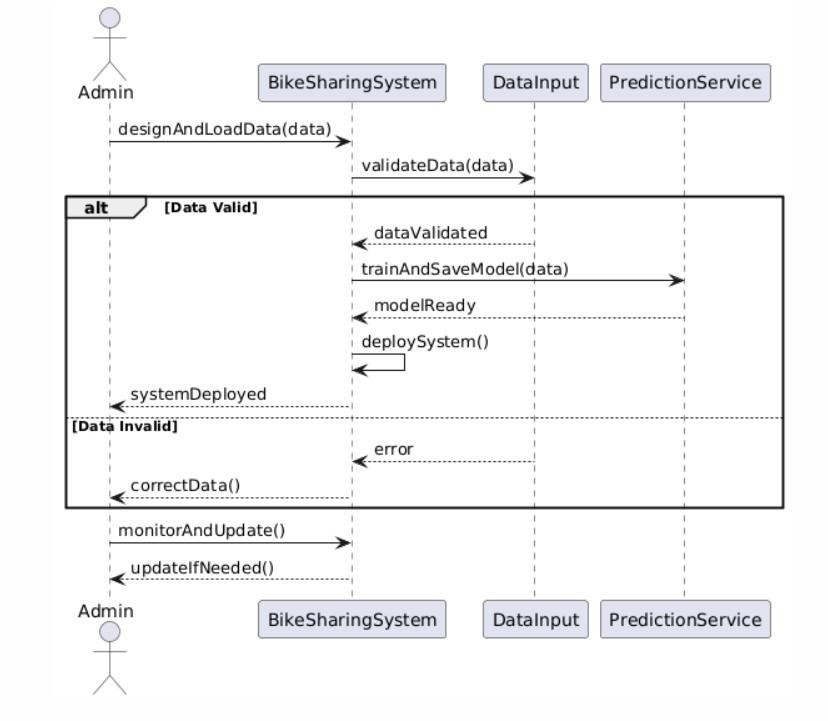 Admin
BikeSharingSystem
DataInput
PredictionService
designAndLoadData(data)
validateData(data)
alt
[Data Valid]
dataValidated
trainAndSaveModel(data)
modelReady
deploySystem()
systemDeployed
[Data Invalid]
error
correctData()
monitorAndUpdate()
updateIfNeeded()
Admin
BikeSharingSystem
DataInput
PredictionService